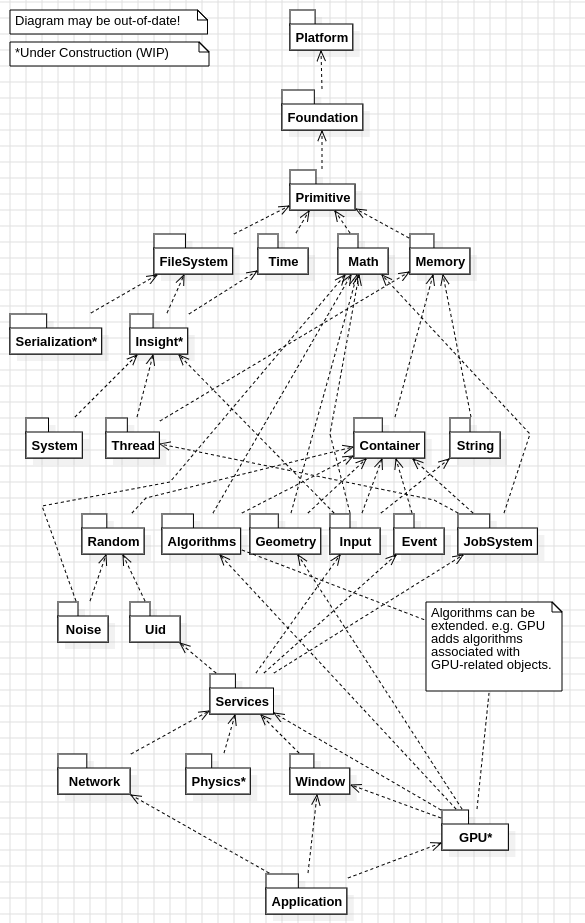 Diagram may be out-of-date!
*Under Construction (WIP)
Platform
Foundation
Primitive
FileSystem
Time
Math
Memory
Serialization*
Insight*
System
Thread
Container
String
Random
Algorithms
Geometry
Input
Event
JobSystem
Noise
Uid
Algorithms can be
extended. e.g. GPU
adds algorithms
associated with
GPU-related objects.
Services
Network
Physics*
Window
GPU*
Application